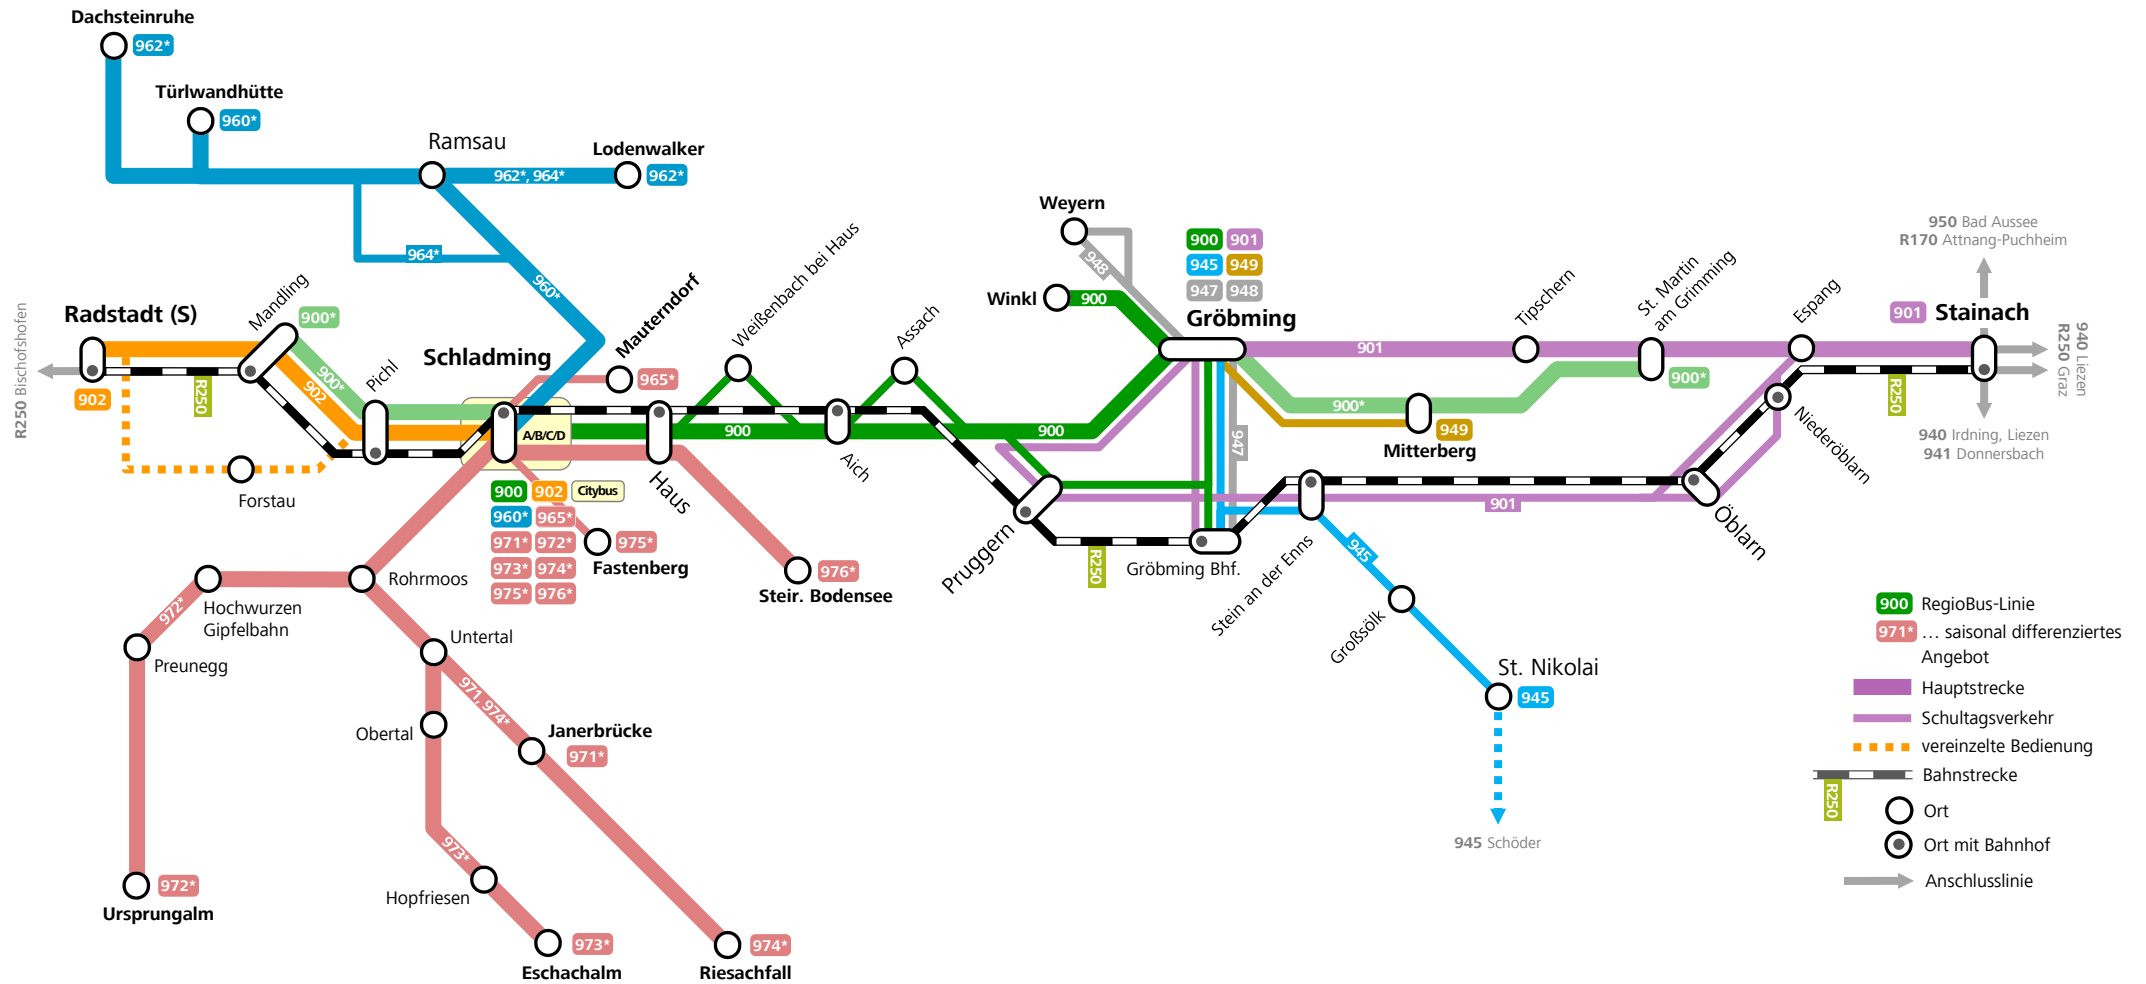 Dachsteinruhe
962*
Türlwandhütte
960*
Ramsau
Lodenwalker
962*, 964*
962*
964*
960*
Radstadt (S)
Mandling
900*
R250 Bischofshofen
902
R250
900*
902
Pichl
Forstau
Schladming
Mauterndorf
965*
A/B/C/D
900 902 Citybus
960* 965*
971* 972*
973* 974*
975* 976*
975*
Fastenberg
Haus
Weißenbach bei Haus
900
Aich
Assach
900
976*
Steir. Bodensee
Rohrmoos
Hochwurzen
Gipfelbahn
972*
Preunegg
972*
Ursprungalm
Untertal
971, 974*
Obertal
Janerbrücke
971*
973*
Hopfriesen
973*
Eschachalm
974*
Riesachfall
Weyern
948
Winkl
900
900 901
945 949
947 948
Gröbming
901
Tipschern
St. Martin
am Grimming
900*
900*
949
Mitterberg
947
Pruggern
R250
Gröbming Bhf.
Stein an der Enns
945
Großsölk
St. Nikolai
945
945 Schöder
901
Öblarn
Niederöblarn
Espang
R250
901
Stainach
950 Bad Aussee
R170 Attnang-Puchheim
940 Liezen
R250 Graz
940 Irdning, Liezen
941 Donnersbach
900 RegioBus-Linie
971* … saisonal differenziertes
Angebot
Hauptstrecke
Schultagsverkehr
vereinzelte Bedienung
Bahnstrecke
R250
Ort
Ort mit Bahnhof
Anschlusslinie